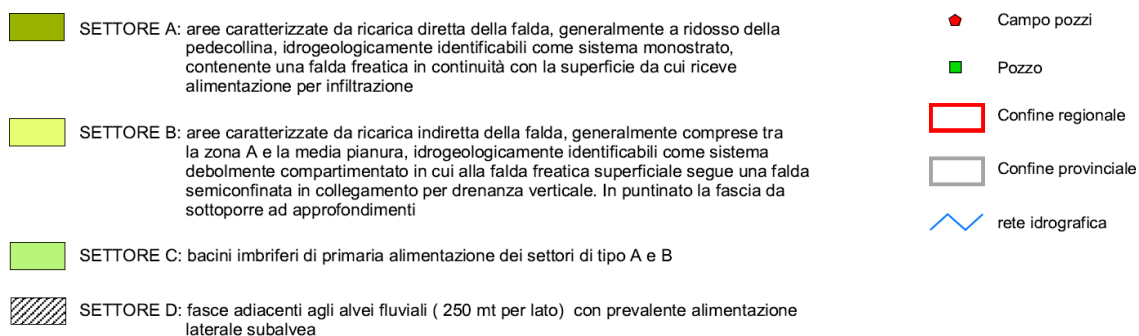 SETTORE A: aree caratterizzate da ricarica diretta della falda, generalmente a ridosso della
pedecollina, idrogeologicamente identificabili come sistema monostrato,
contenente una falda freatica in continuità con la superficie da cui riceve
alimentazione per infiltrazione
SETTORE B: aree caratterizzate da ricarica indiretta della falda, generalmente comprese tra
la zona A e la media pianura, idrogeologicamente identificabili come sistema
debolmente compartimentato in cui alla falda freatica superficiale segue una falda
semiconfinata in collegamento per drenanza verticale. In puntinato la fascia da
sottoporre ad approfondimenti
SETTORE C: bacini imbriferi di primaria alimentazione dei settori di tipo A e B
SETTORE D: fasce adiacenti agli alvei fluviali ( 250 mt per lato) con prevalente alimentazione
laterale subalvea
Campo pozzi
Pozzo
Confine regionale
Confine provinciale
rete idrografica